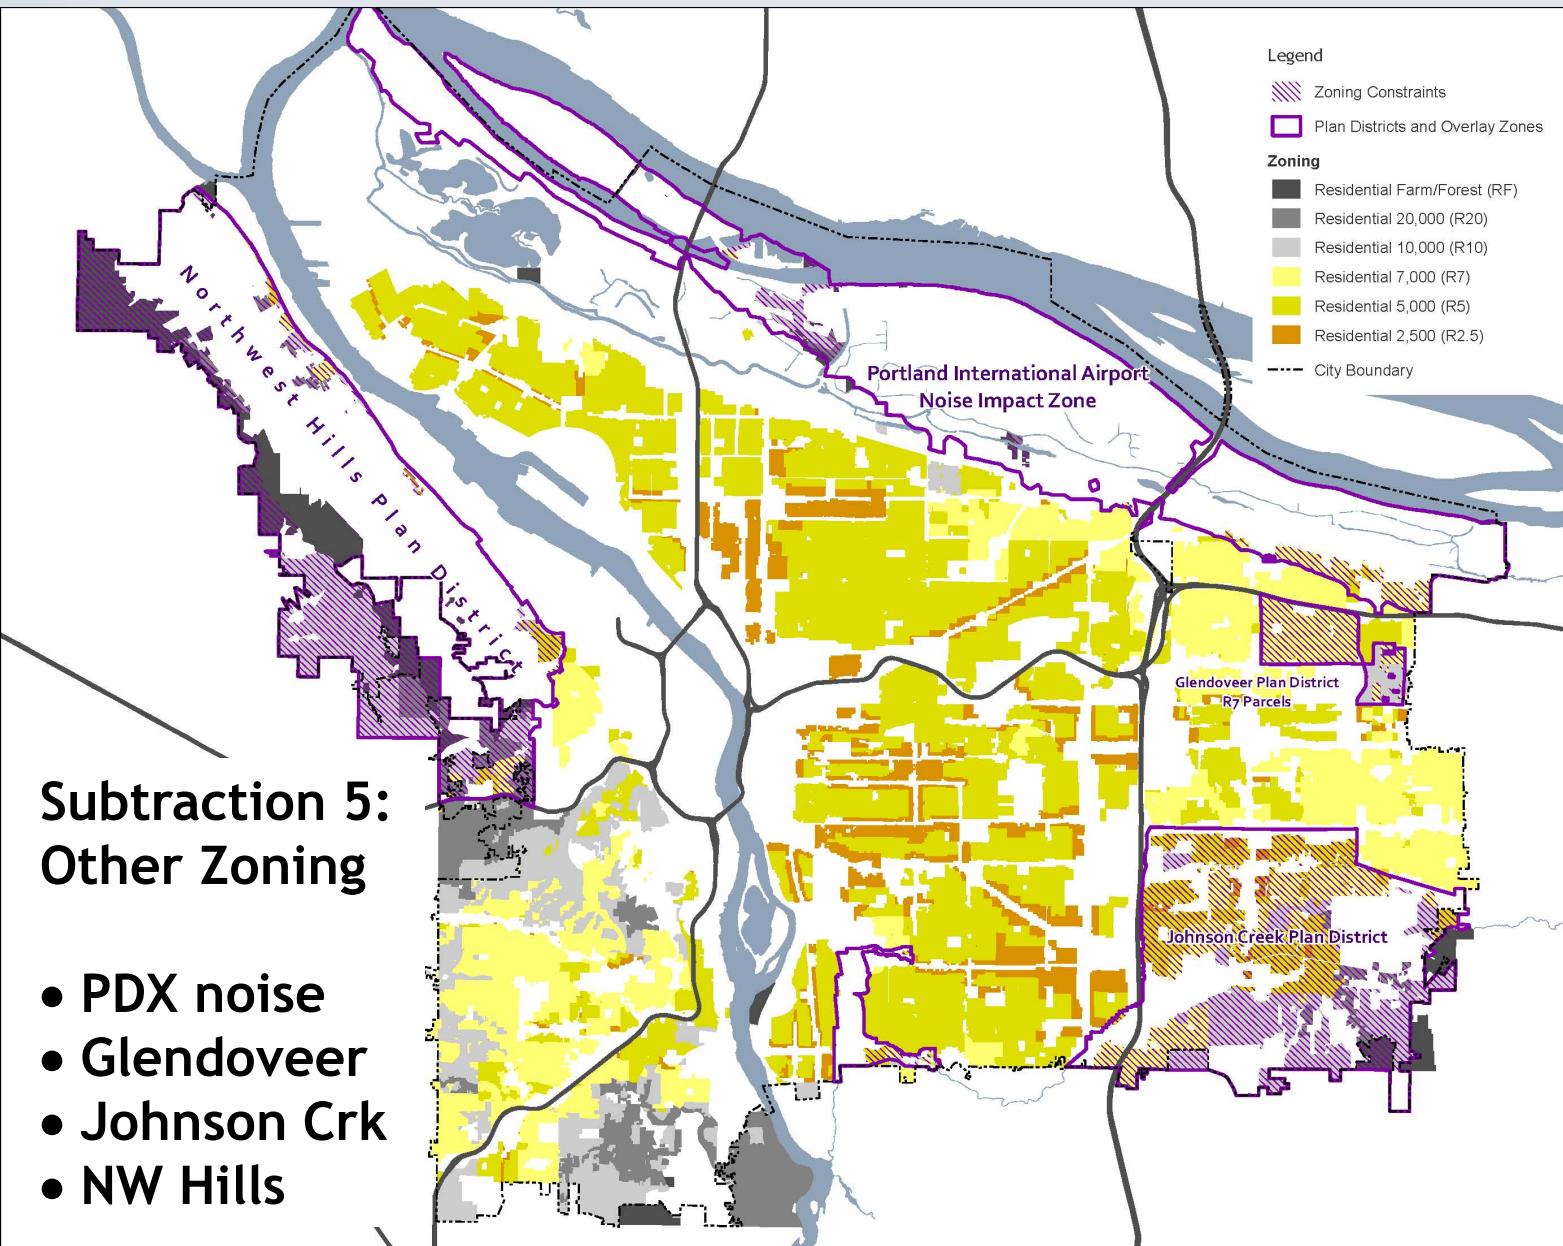 Legend
Zoning Constraints
Plan Districts and Overlay Zones
Zoning
Residential Farm/Forest (RF)
Residential 20,000 (R20)
Residential 10,000 (R10)
Residential 7,000 (R7)
Residential 5,000 (R5)
Residential 2,500 (R2.5)
City Boundary
Northwest Hills Plan District
Portland International Airport
Noise Impact Zone
Glendoveer Plan District
R7 Parcels
Johnson Creek Plan District
Subtraction 5:
Other Zoning
• PDX noise
• Glendoveer
• Johnson Crk
• NW Hills